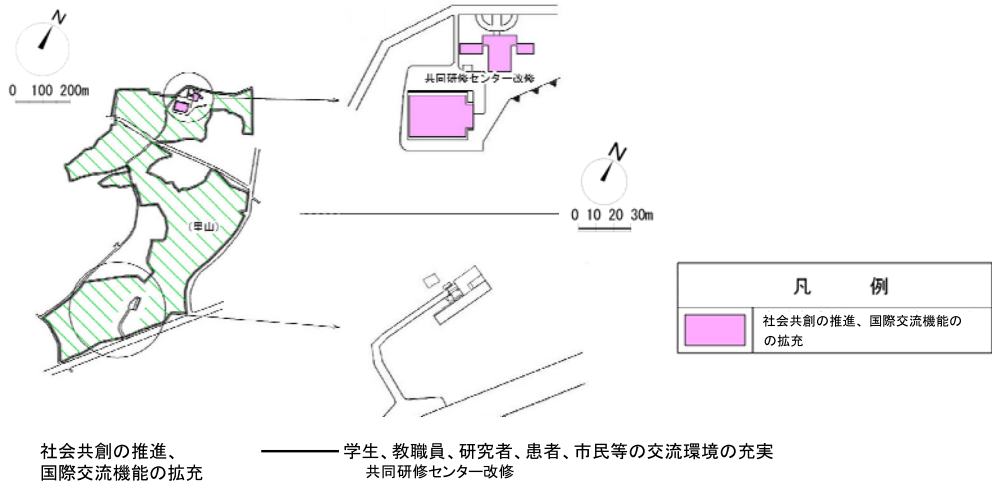 N
0 100 200m
共同研修センター改修
N
0 10 20 30m
(里山)
凡 例
社会共創の推進、国際交流機能の
の拡充
社会共創の推進、
国際交流機能の拡充
学生、教職員、研究者、患者、市民等の交流環境の充実
共同研修センター改修